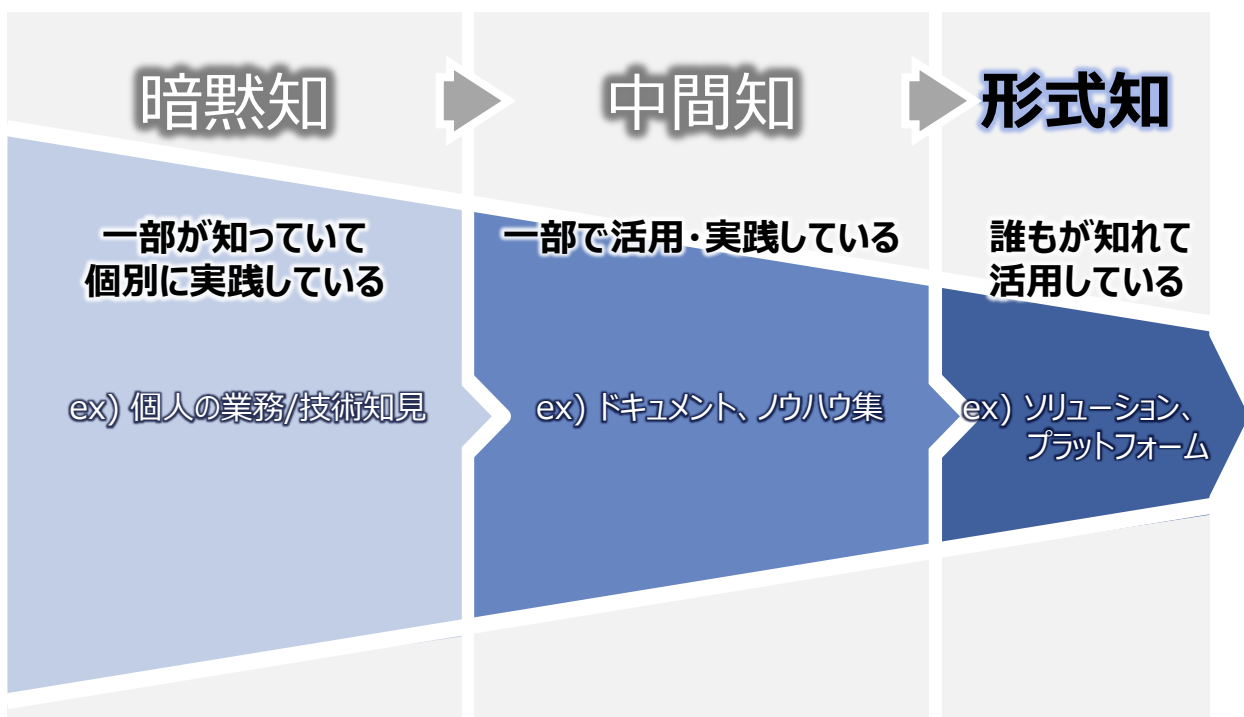 暗黙知
中間知
形式知
一部が知っていて
個別に実践している
一部で活用・実践している
誰もが知れて
活用している
ex) 個人の業務/技術知見
ex) ドキュメント、ノウハウ集
ex) ソリューション、
プラットフォーム